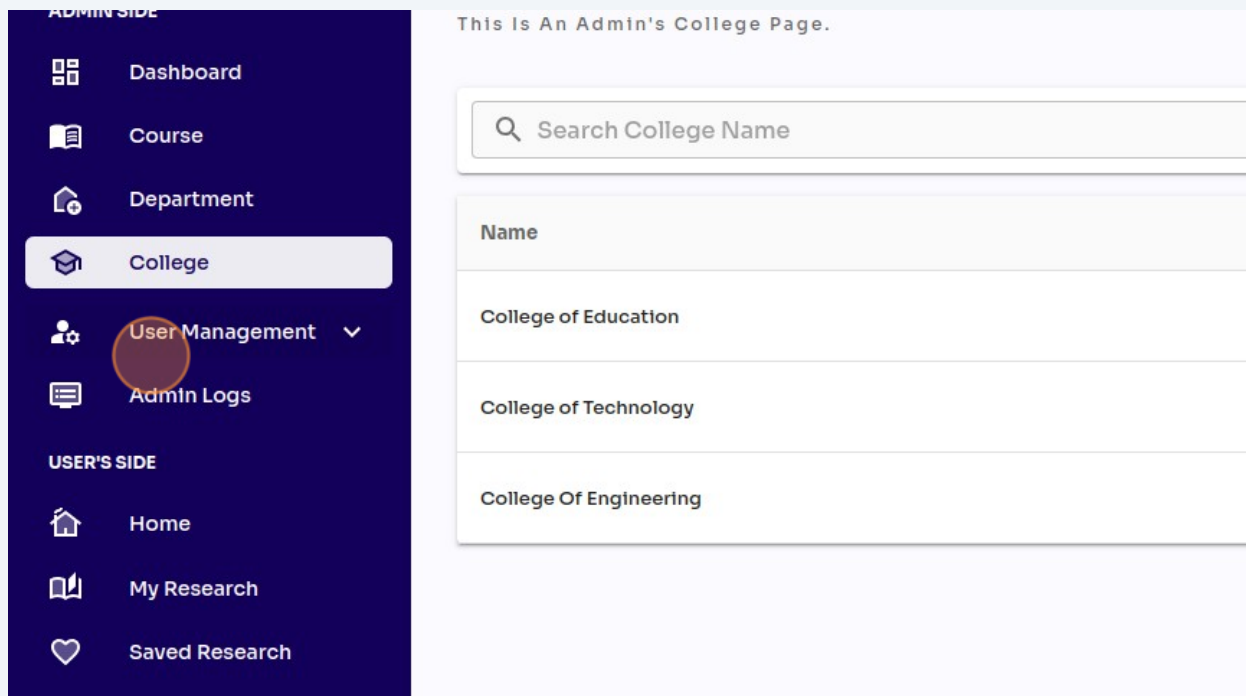 ADMIN SIDE
Dashboard
Course
Department
College
User Management
Admin Logs
USER'S SIDE
Home
My Research
Saved Research
This Is An Admin's College Page.
Search College Name
Name
College of Education
College of Technology
College Of Engineering